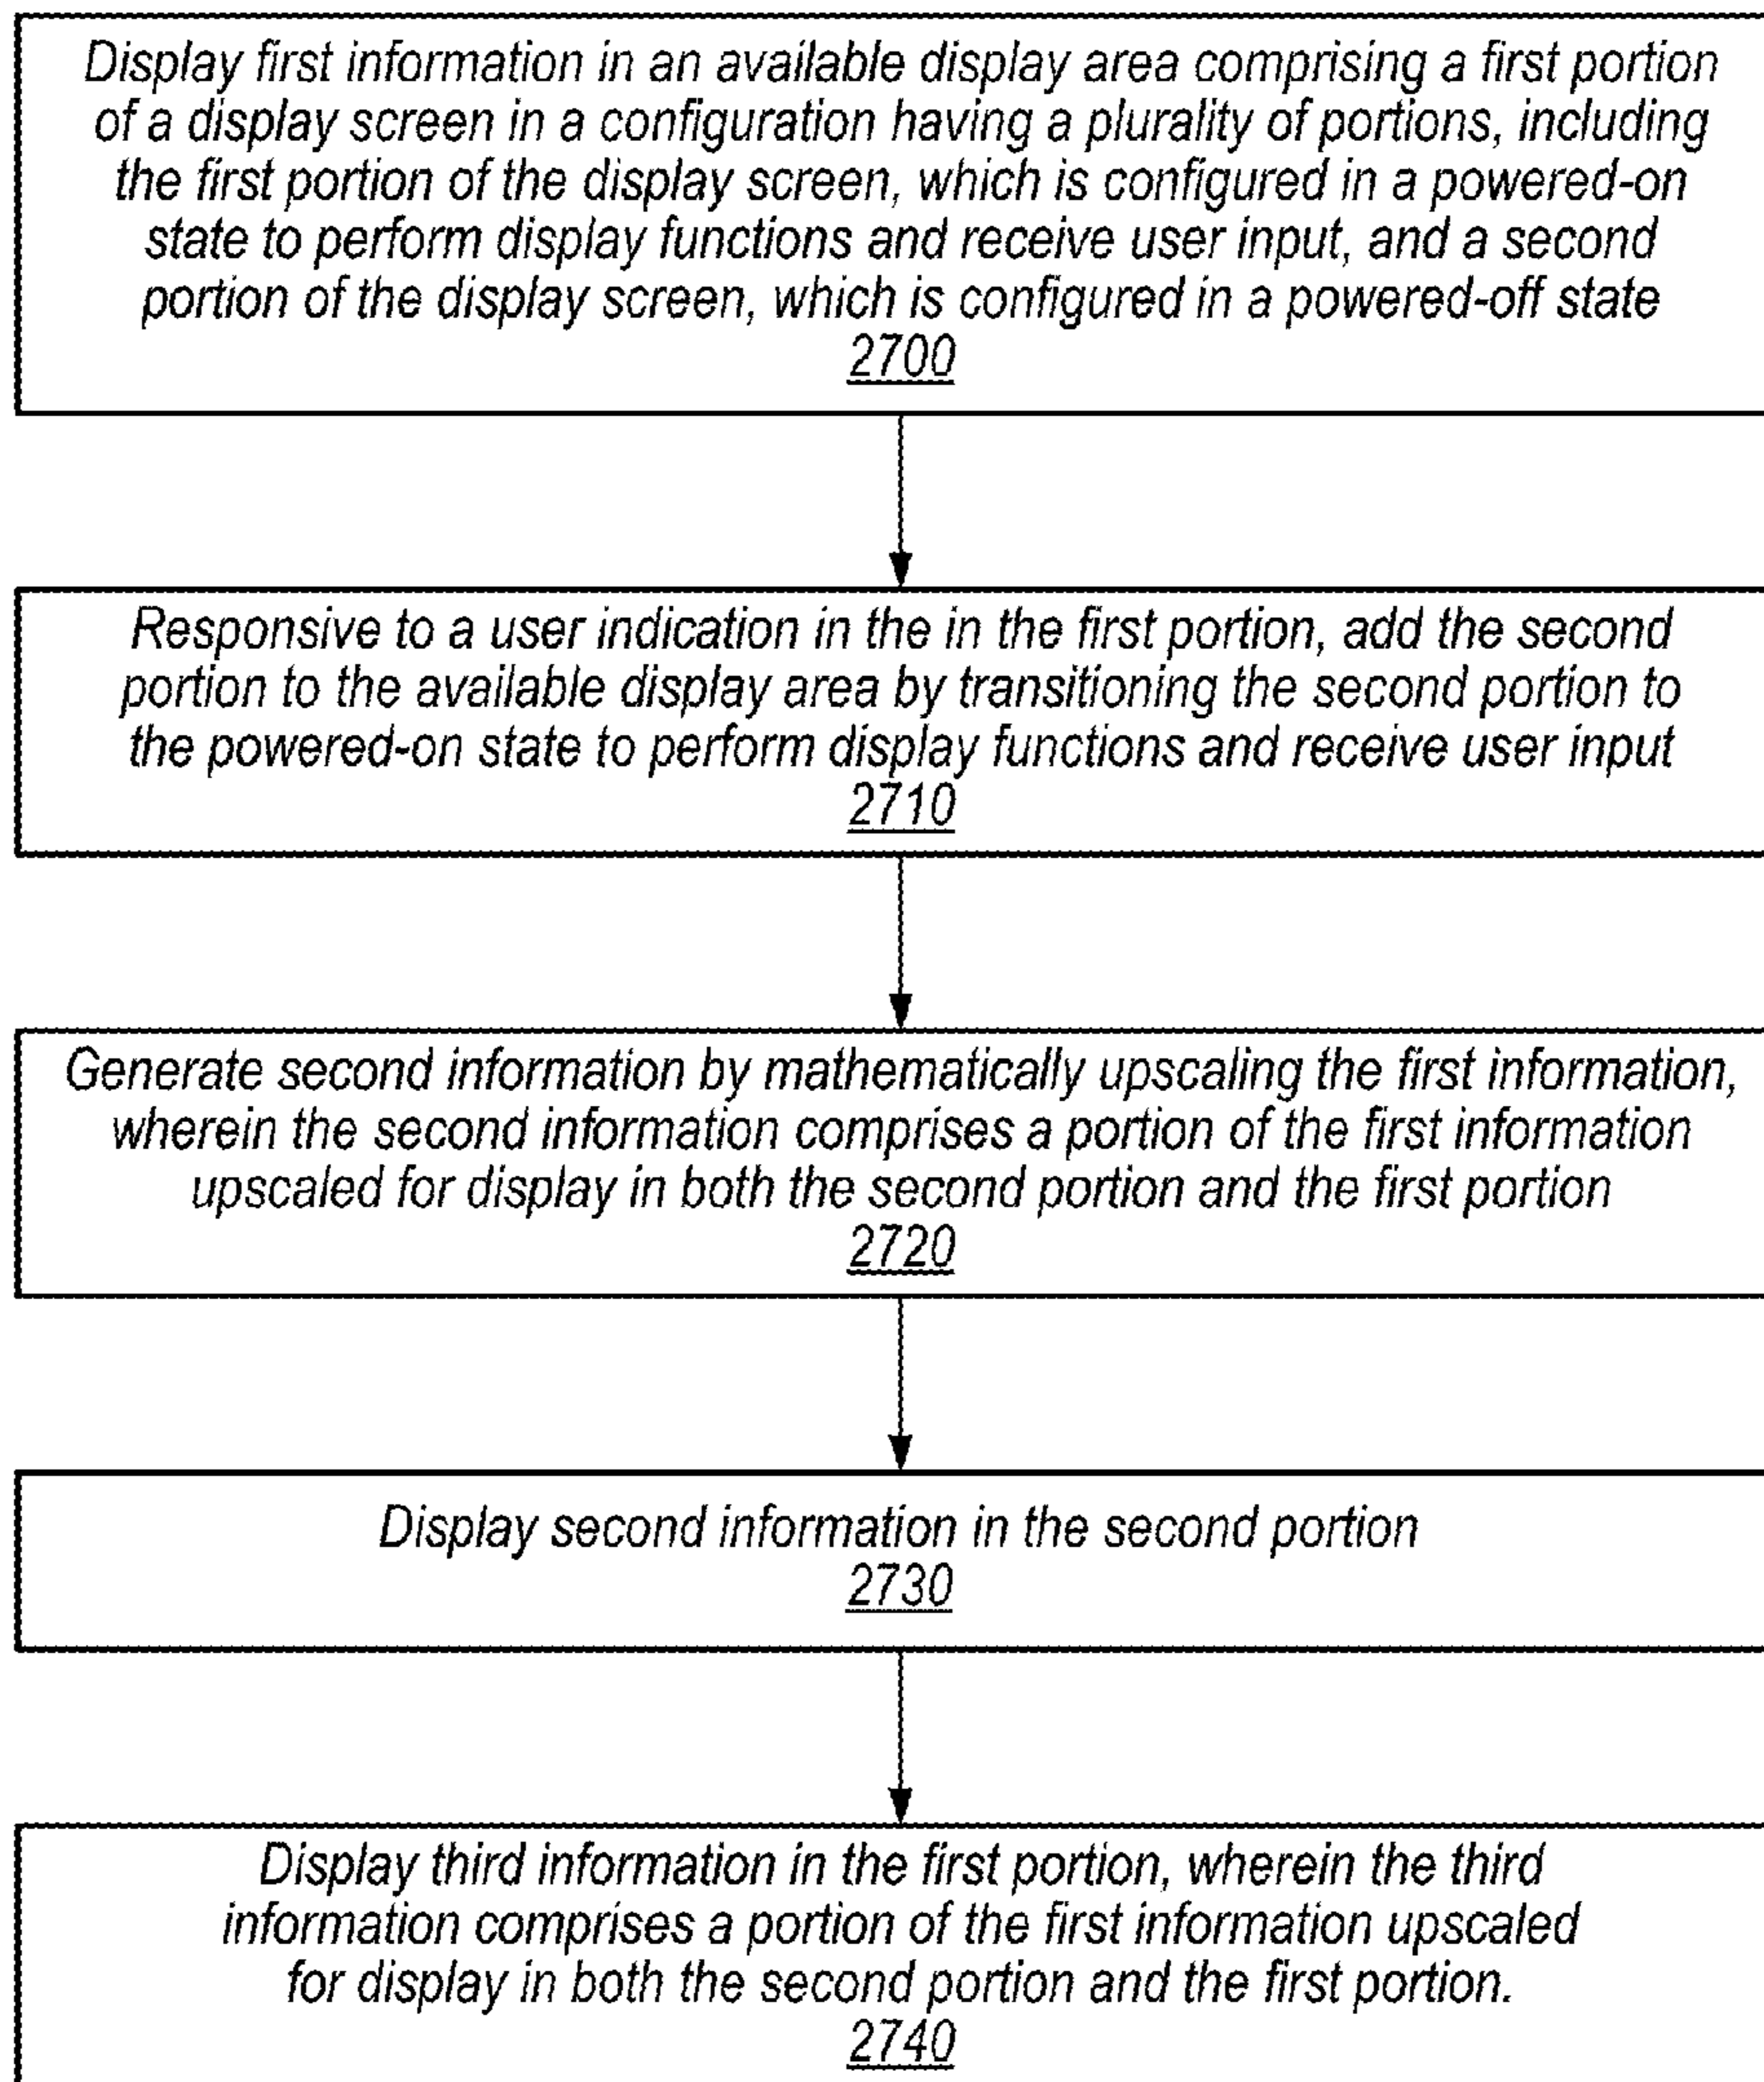 Display first information in an available display area comprising a first portion
of a display screen in a configuration having a plurality of portions, including
the first portion of the display screen, which is configured in a powered-on
state to perform display functions and receive user input, and a second
portion of the display screen, which is configured in a powered-off state
2700
Responsive to a user indication in the in the first portion, add the second
portion to the available display area by transitioning the second portion to
the powered-on state to perform display functions and receive user input
2710
Generate second information by mathematically upscaling the first information,
wherein the second information comprises a portion of the first information
upscaled for display in both the second portion and the first portion
2720
Display second information in the second portion
2730
Display third information in the first portion, wherein the third
information comprises a portion of the first information upscaled
for display in both the second portion and the first portion.
2740